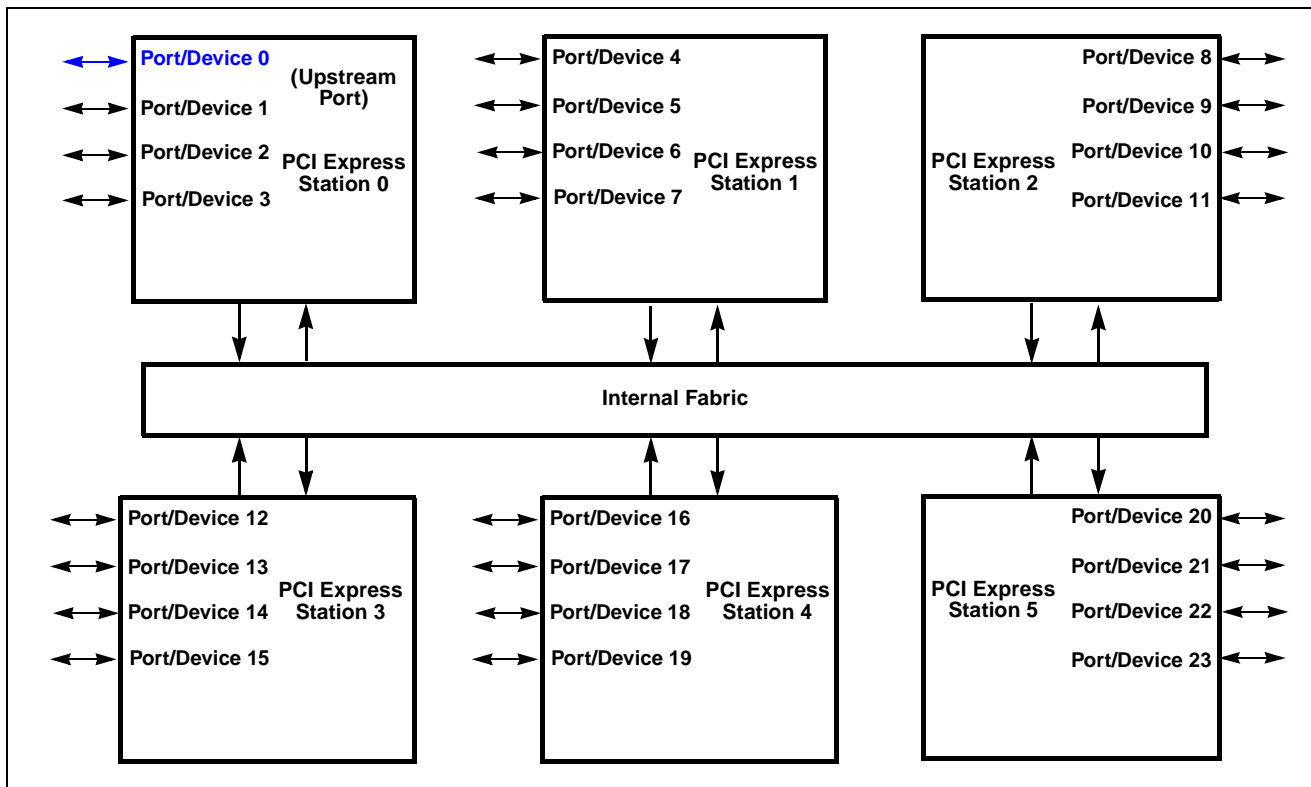 Port/Device 0
(Upstream
Port)
Port/Device 1
Port/Device 2
Port/Device 3
PCI Express
Station 0
Port/Device 4
Port/Device 5
Port/Device 6
Port/Device 7
PCI Express
Station 1
Port/Device 8
Port/Device 9
Port/Device 10
Port/Device 11
PCI Express
Station 2
Internal Fabric
Port/Device 12
Port/Device 13
Port/Device 14
Port/Device 15
PCI Express
Station 3
Port/Device 16
Port/Device 17
Port/Device 18
Port/Device 19
PCI Express
Station 4
Port/Device 20
Port/Device 21
Port/Device 22
Port/Device 23
PCI Express
Station 5